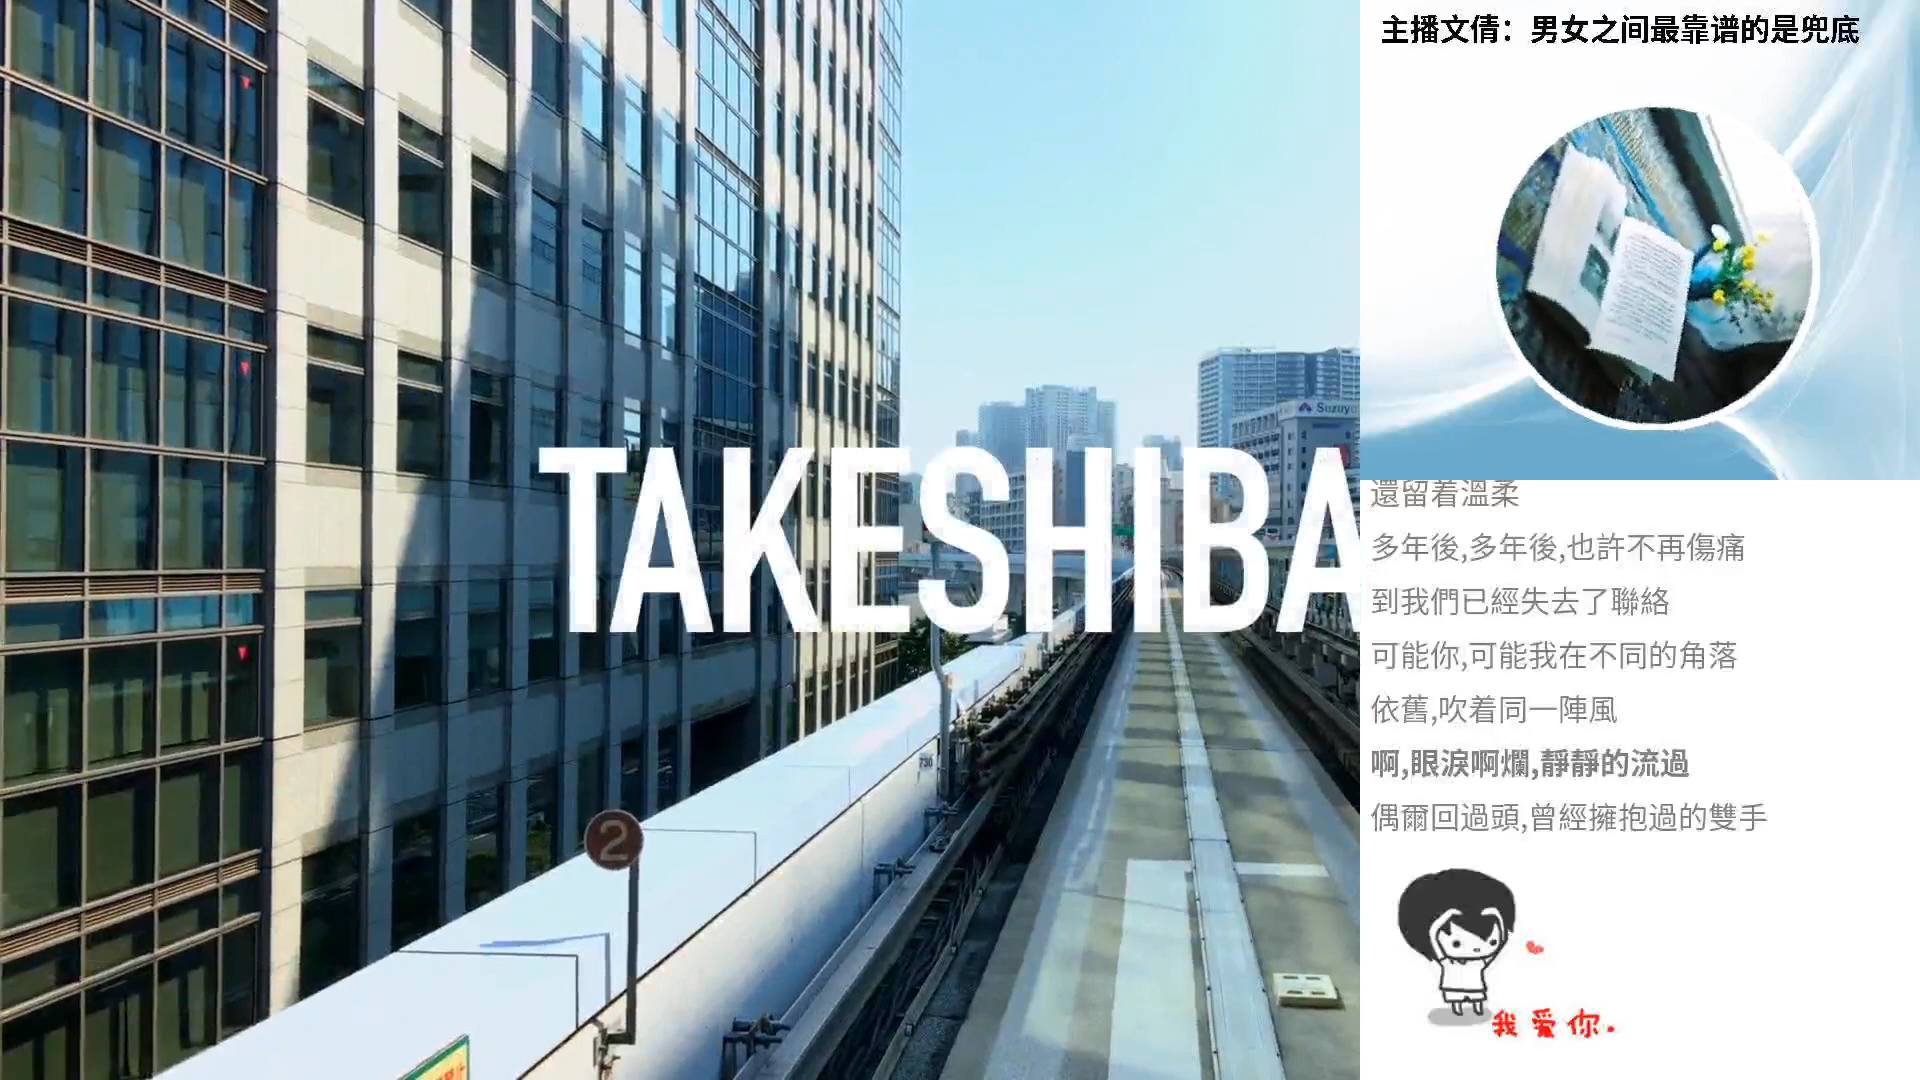 主播文倩：男女之间最靠谱的是兜底
Suzuyo
TAKESHIBA
730
2
還留着溫柔
多年後,多年後,也許不再傷痛
到我們已經失去了聯絡
可能你,可能我在不同的角落
依舊,吹着同一陣風
啊,眼淚啊爛,靜靜的流過
偶爾回過頭,曾經擁抱過的雙手
我爱你.